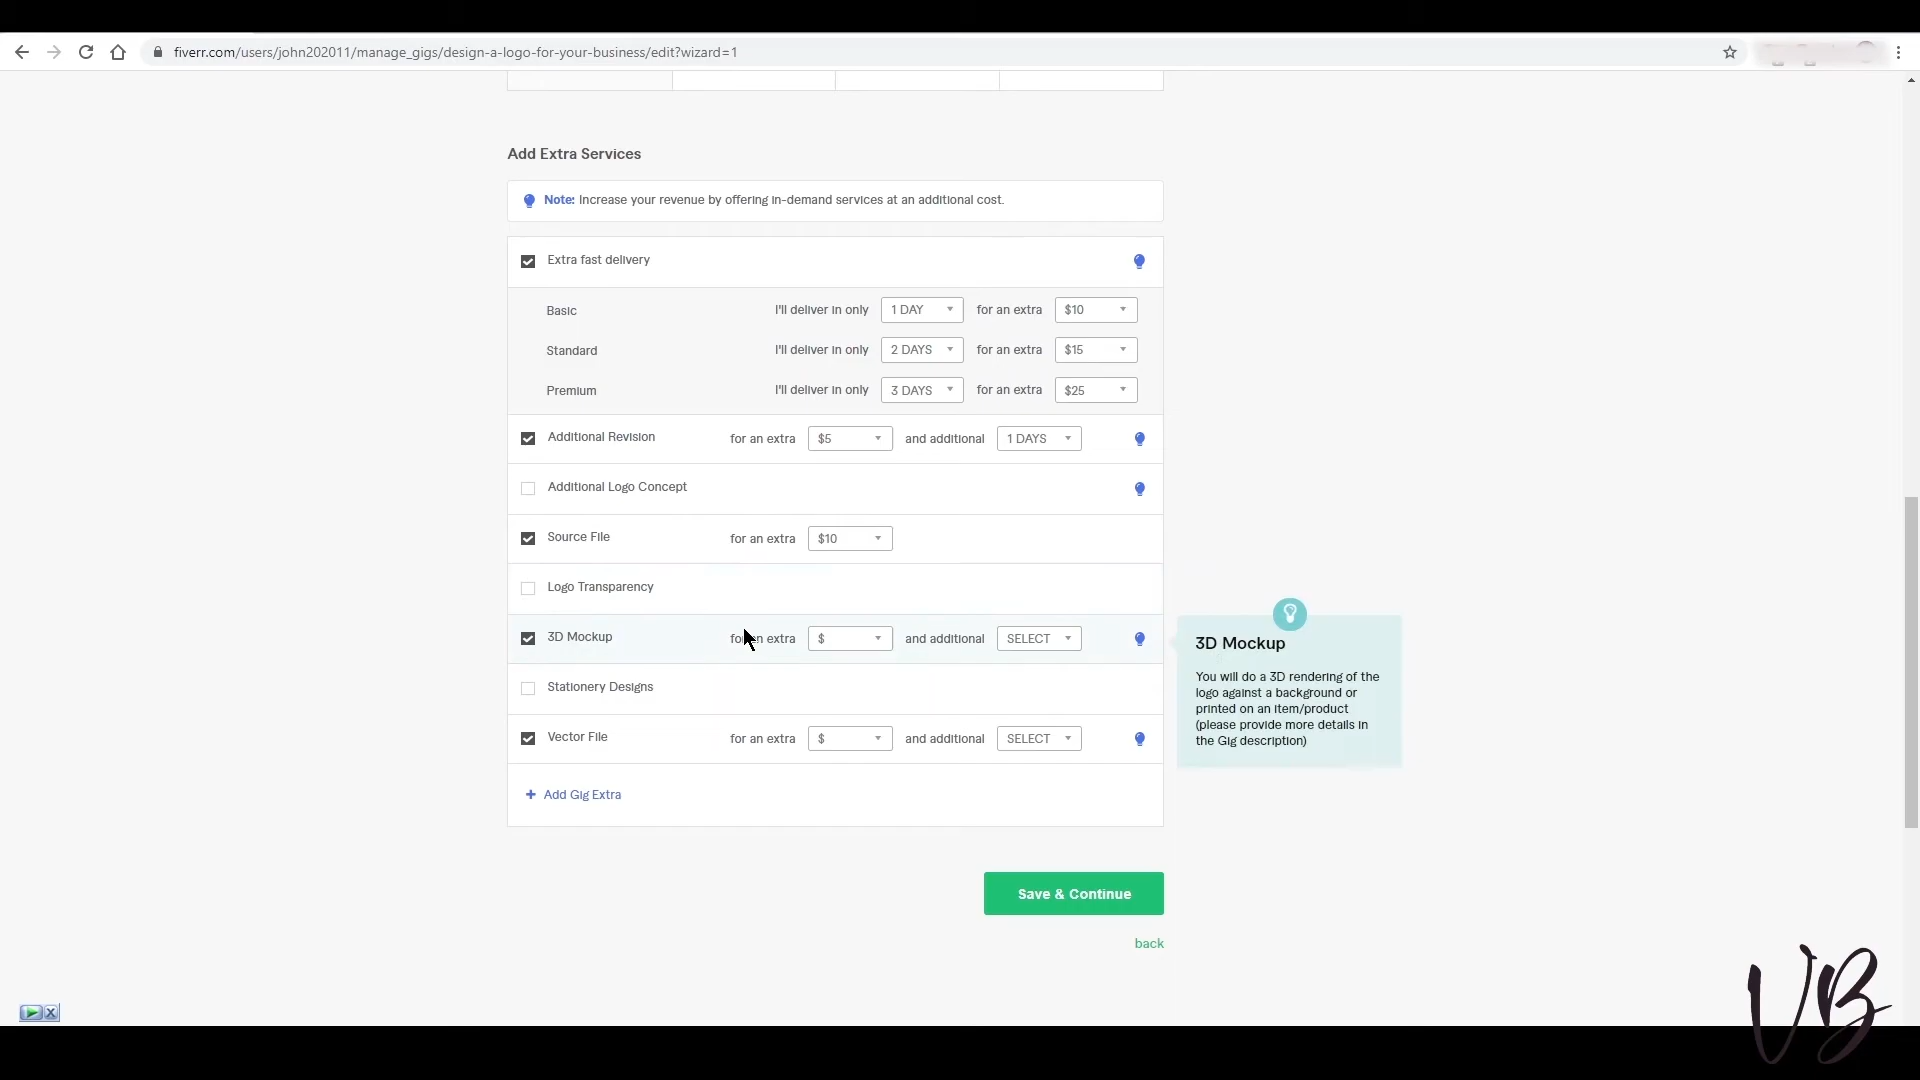 fiverr.com/users/john202011/manage_gigs/design-a-logo-for-your-business/edit?wizard=1
Add Extra Services
Note: Increase your revenue by offering in-demand services at an additional cost.
Extra fast delivery
Basic I'll deliver in only 1 DAY for an extra $10
Standard I'll deliver in only 2 DAYS for an extra $15
Premium I'll deliver in only 3 DAYS for an extra $25
Additional Revision for an extra $5 and additional 1 DAYS
Additional Logo Concept
Source File for an extra $10
Logo Transparency
3D Mockup for an extra $ and additional SELECT
Stationery Designs
Vector File for an extra $ and additional SELECT
+ Add Gig Extra
3D Mockup
You will do a 3D rendering of the
logo against a background or
printed on an item/product
(please provide more details in
the Gig description)
Save & Continue
back
X
VB